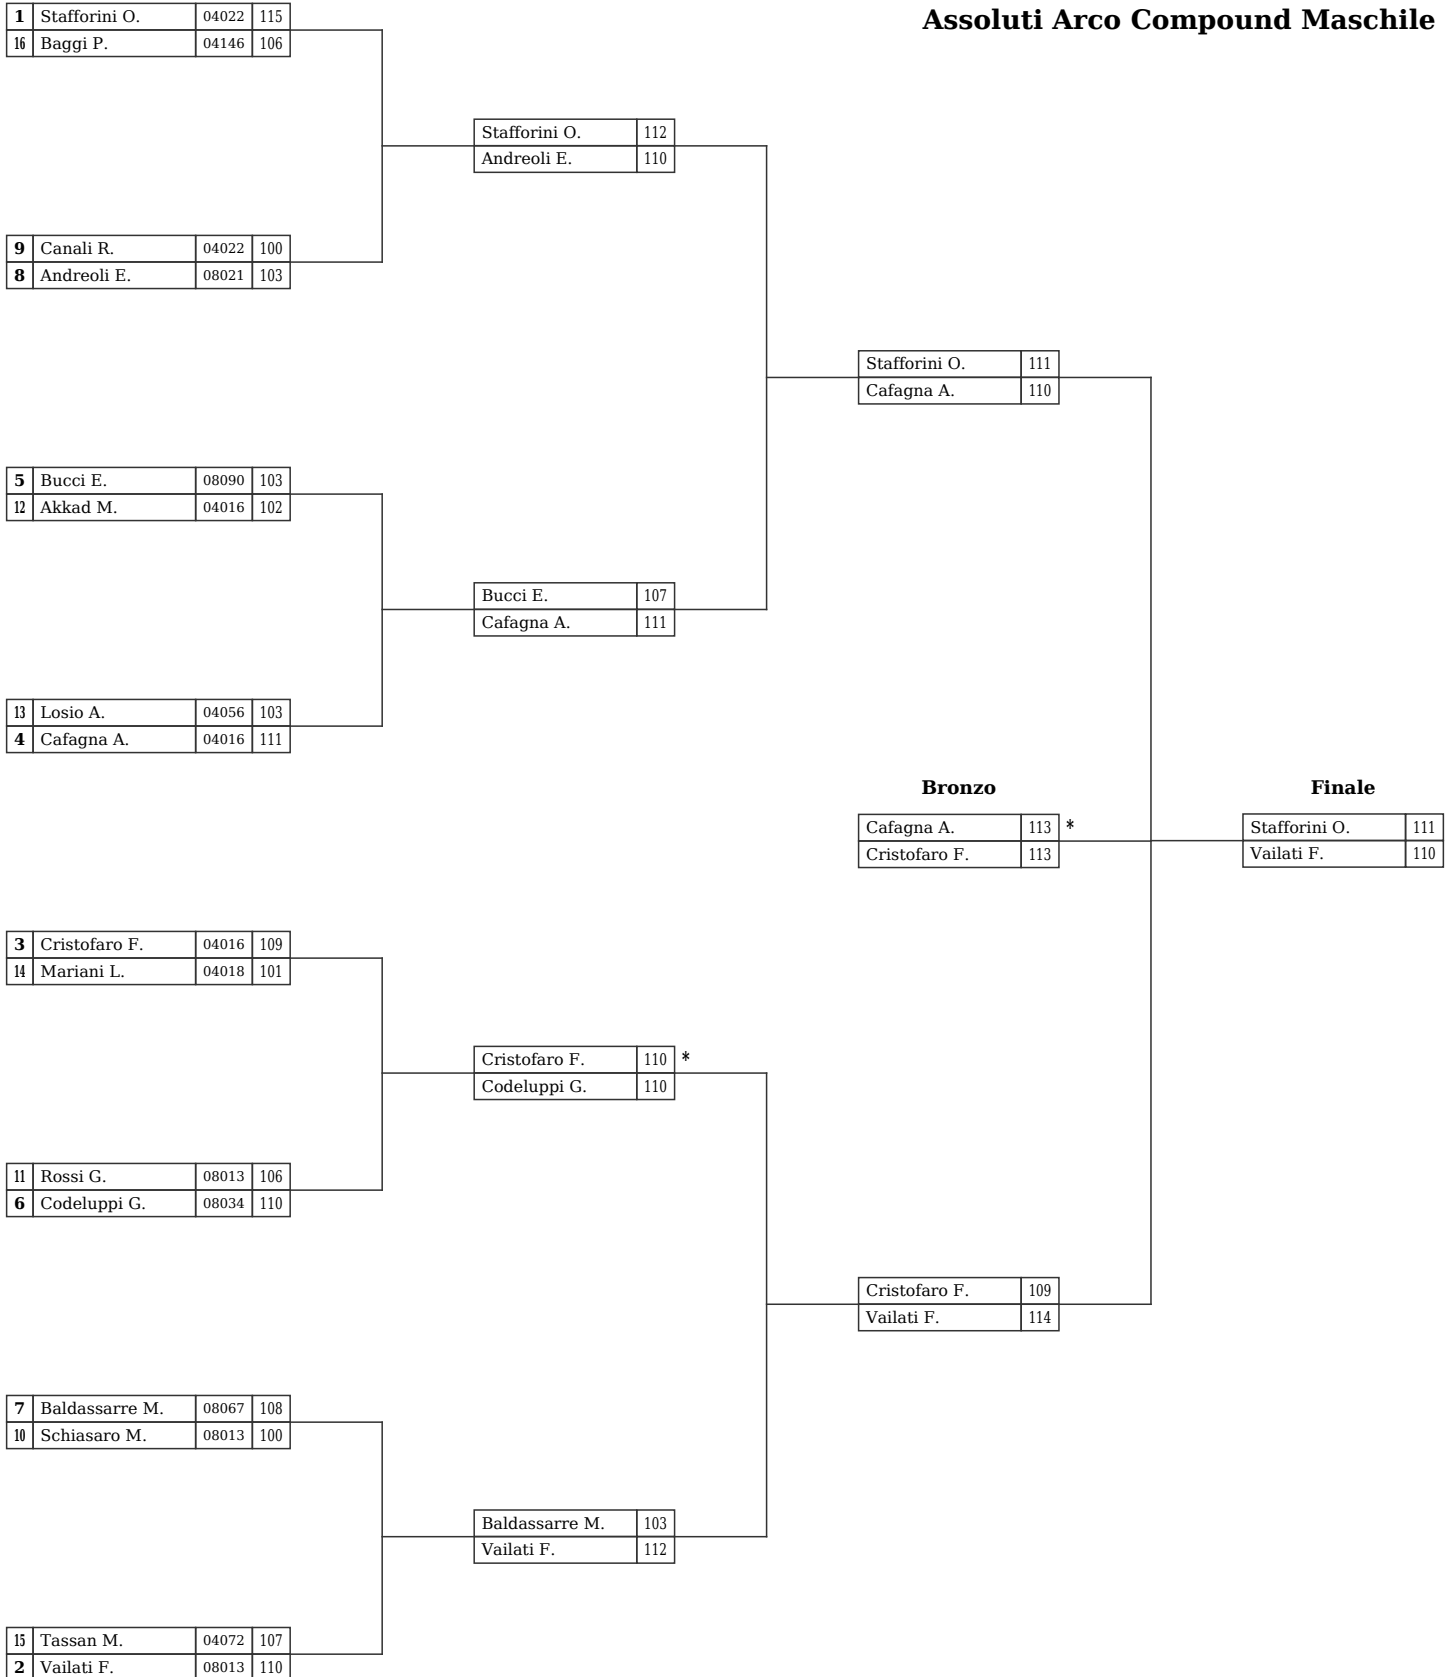 Assoluti Arco Compound Maschile
1 Stafforini O. 04022 115
16 Baggi P. 04146 106
Stafforini O. 112
Andreoli E. 110
9 Canali R. 04022 100
8 Andreoli E. 08021 103
Stafforini O. 111
Cafagna A. 110
5 Bucci E. 08090 103
12 Akkad M. 04016 102
Bucci E. 107
Cafagna A. 111
13 Losio A. 04056 103
4 Cafagna A. 04016 111
Bronzo Finale
Cafagna A. 113 * Stafforini O. 111
Cristofaro F. 113 Vailati F. 110
3 Cristofaro F. 04016 109
14 Mariani L. 04018 101
Cristofaro F. 110 *
Codeluppi G. 110
11 Rossi G. 08013 106
6 Codeluppi G. 08034 110
Cristofaro F. 109
Vailati F. 114
7 Baldassarre M. 08067 108
10 Schiasaro M. 08013 100
Baldassarre M. 103
Vailati F. 112
15 Tassan M. 04072 107
2 Vailati F. 08013 110